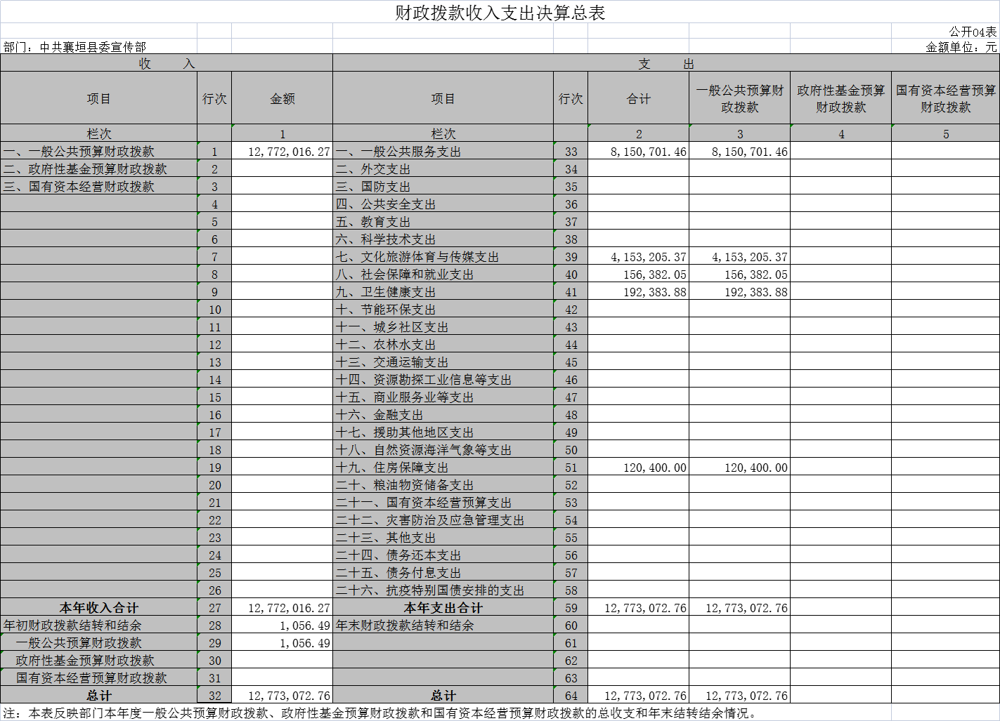 财政拨款收入支出决算总表
公开04表
部门：中共襄垣县委宣传部 金额单位：元
收 入 支 出
项目 行次 金额 项目 行次 合计 一般公共预算财政拨款 政府性基金预算财政拨款 国有资本经营预算财政拨款
栏次 1 栏次 2 3 4 5
一、一般公共预算财政拨款 1 12,772,016.27 一、一般公共服务支出 33 8,150,701.46 8,150,701.46
二、政府性基金预算财政拨款 2 二、外交支出 34
三、国有资本经营财政拨款 3 三、国防支出 35
4 四、公共安全支出 36
5 五、教育支出 37
6 六、科学技术支出 38
7 七、文化旅游体育与传媒支出 39 4,153,205.37 4,153,205.37
8 八、社会保障和就业支出 40 156,382.05 156,382.05
9 九、卫生健康支出 41 192,383.88 192,383.88
10 十、节能环保支出 42
11 十一、城乡社区支出 43
12 十二、农林水支出 44
13 十三、交通运输支出 45
14 十四、资源勘探工业信息等支出 46
15 十五、商业服务业等支出 47
16 十六、金融支出 48
17 十七、援助其他地区支出 49
18 十八、自然资源海洋气象等支出 50
19 十九、住房保障支出 51 120,400.00 120,400.00
20 二十、粮油物资储备支出 52
21 二十一、国有资本经营预算支出 53
22 二十二、灾害防治及应急管理支出 54
23 二十三、其他支出 55
24 二十四、债务还本支出 56
25 二十五、债务付息支出 57
26 二十六、抗疫特别国债安排的支出 58
本年收入合计 27 12,772,016.27 本年支出合计 59 12,773,072.76 12,773,072.76
年初财政拨款结转和结余 28 1,056.49 年末财政拨款结转和结余 60
一般公共预算财政拨款 29 1,056.49 61
政府性基金预算财政拨款 30 62
国有资本经营预算财政拨款 31 63
总计 32 12,773,072.76 总计 64 12,773,072.76 12,773,072.76
注：本表反映部门本年度一般公共预算财政拨款、政府性基金预算财政拨款和国有资本经营预算财政拨款的总收支和年末结转结余情况。